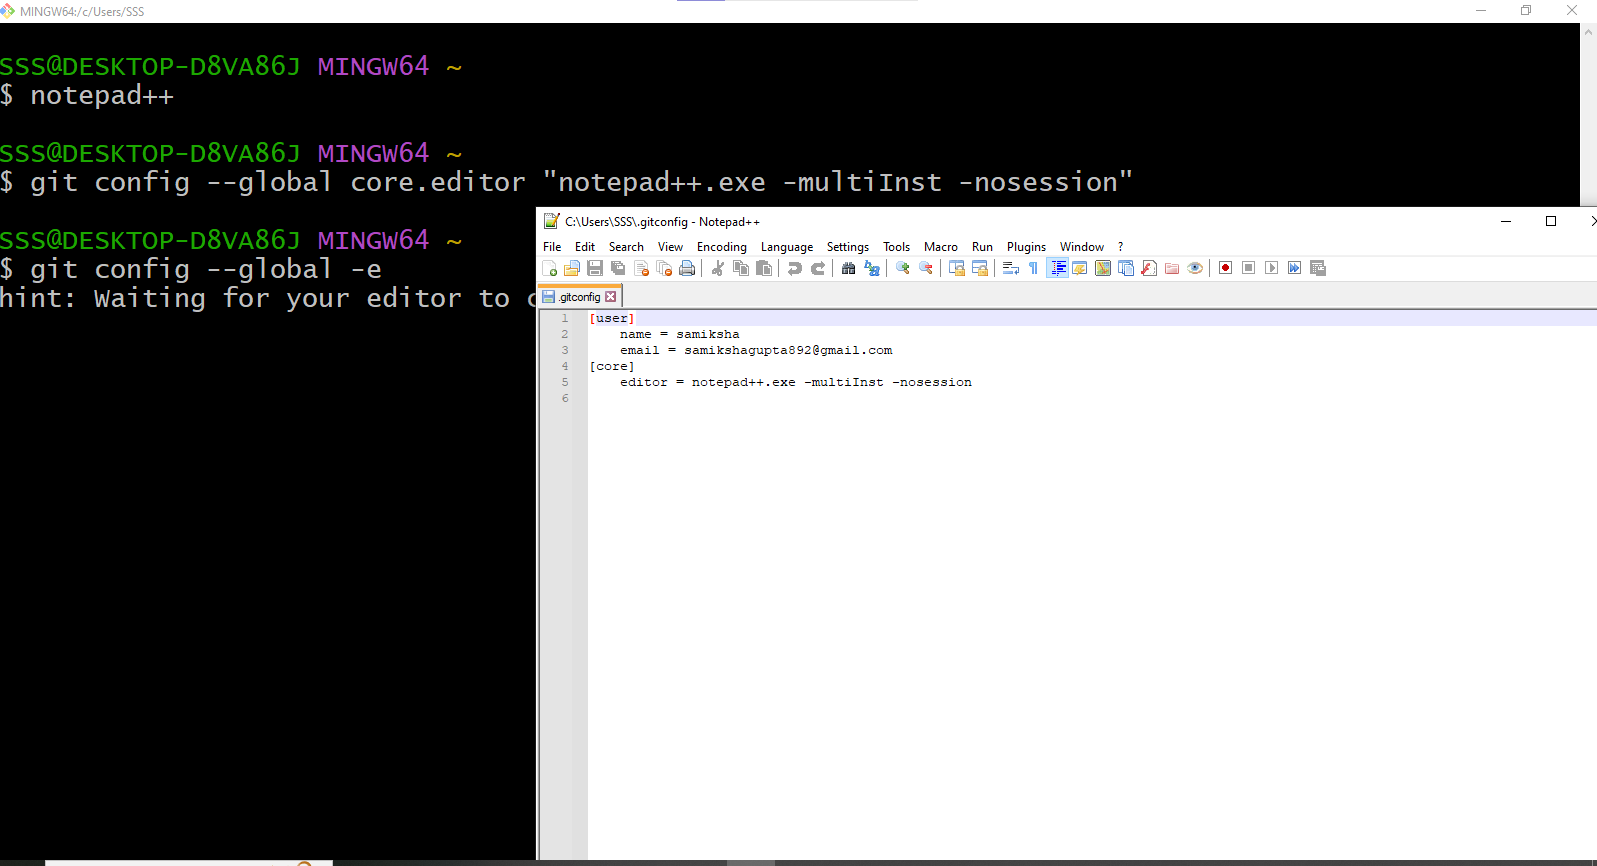 MINGW64:/c/Users/SSS
SSS@DESKTOP-D8VA86J MINGW64 ~
$ notepad++
SSS@DESKTOP-D8VA86J MINGW64 ~
$ git config --global core.editor "notepad++.exe -multiInst -nosession"
SSS@DESKTOP-D8VA86J MINGW64 ~
$ git config --global -e
hint: Waiting for your editor to
C:\Users\SSS\.gitconfig - Notepad++
File Edit Search View Encoding Language Settings Tools Macro Run Plugins Window ?
.gitconfig
1 [user]
2 name = samiksha
3 email = samikshagupta892@gmail.com
4 [core]
5 editor = notepad++.exe -multiInst -nosession
6